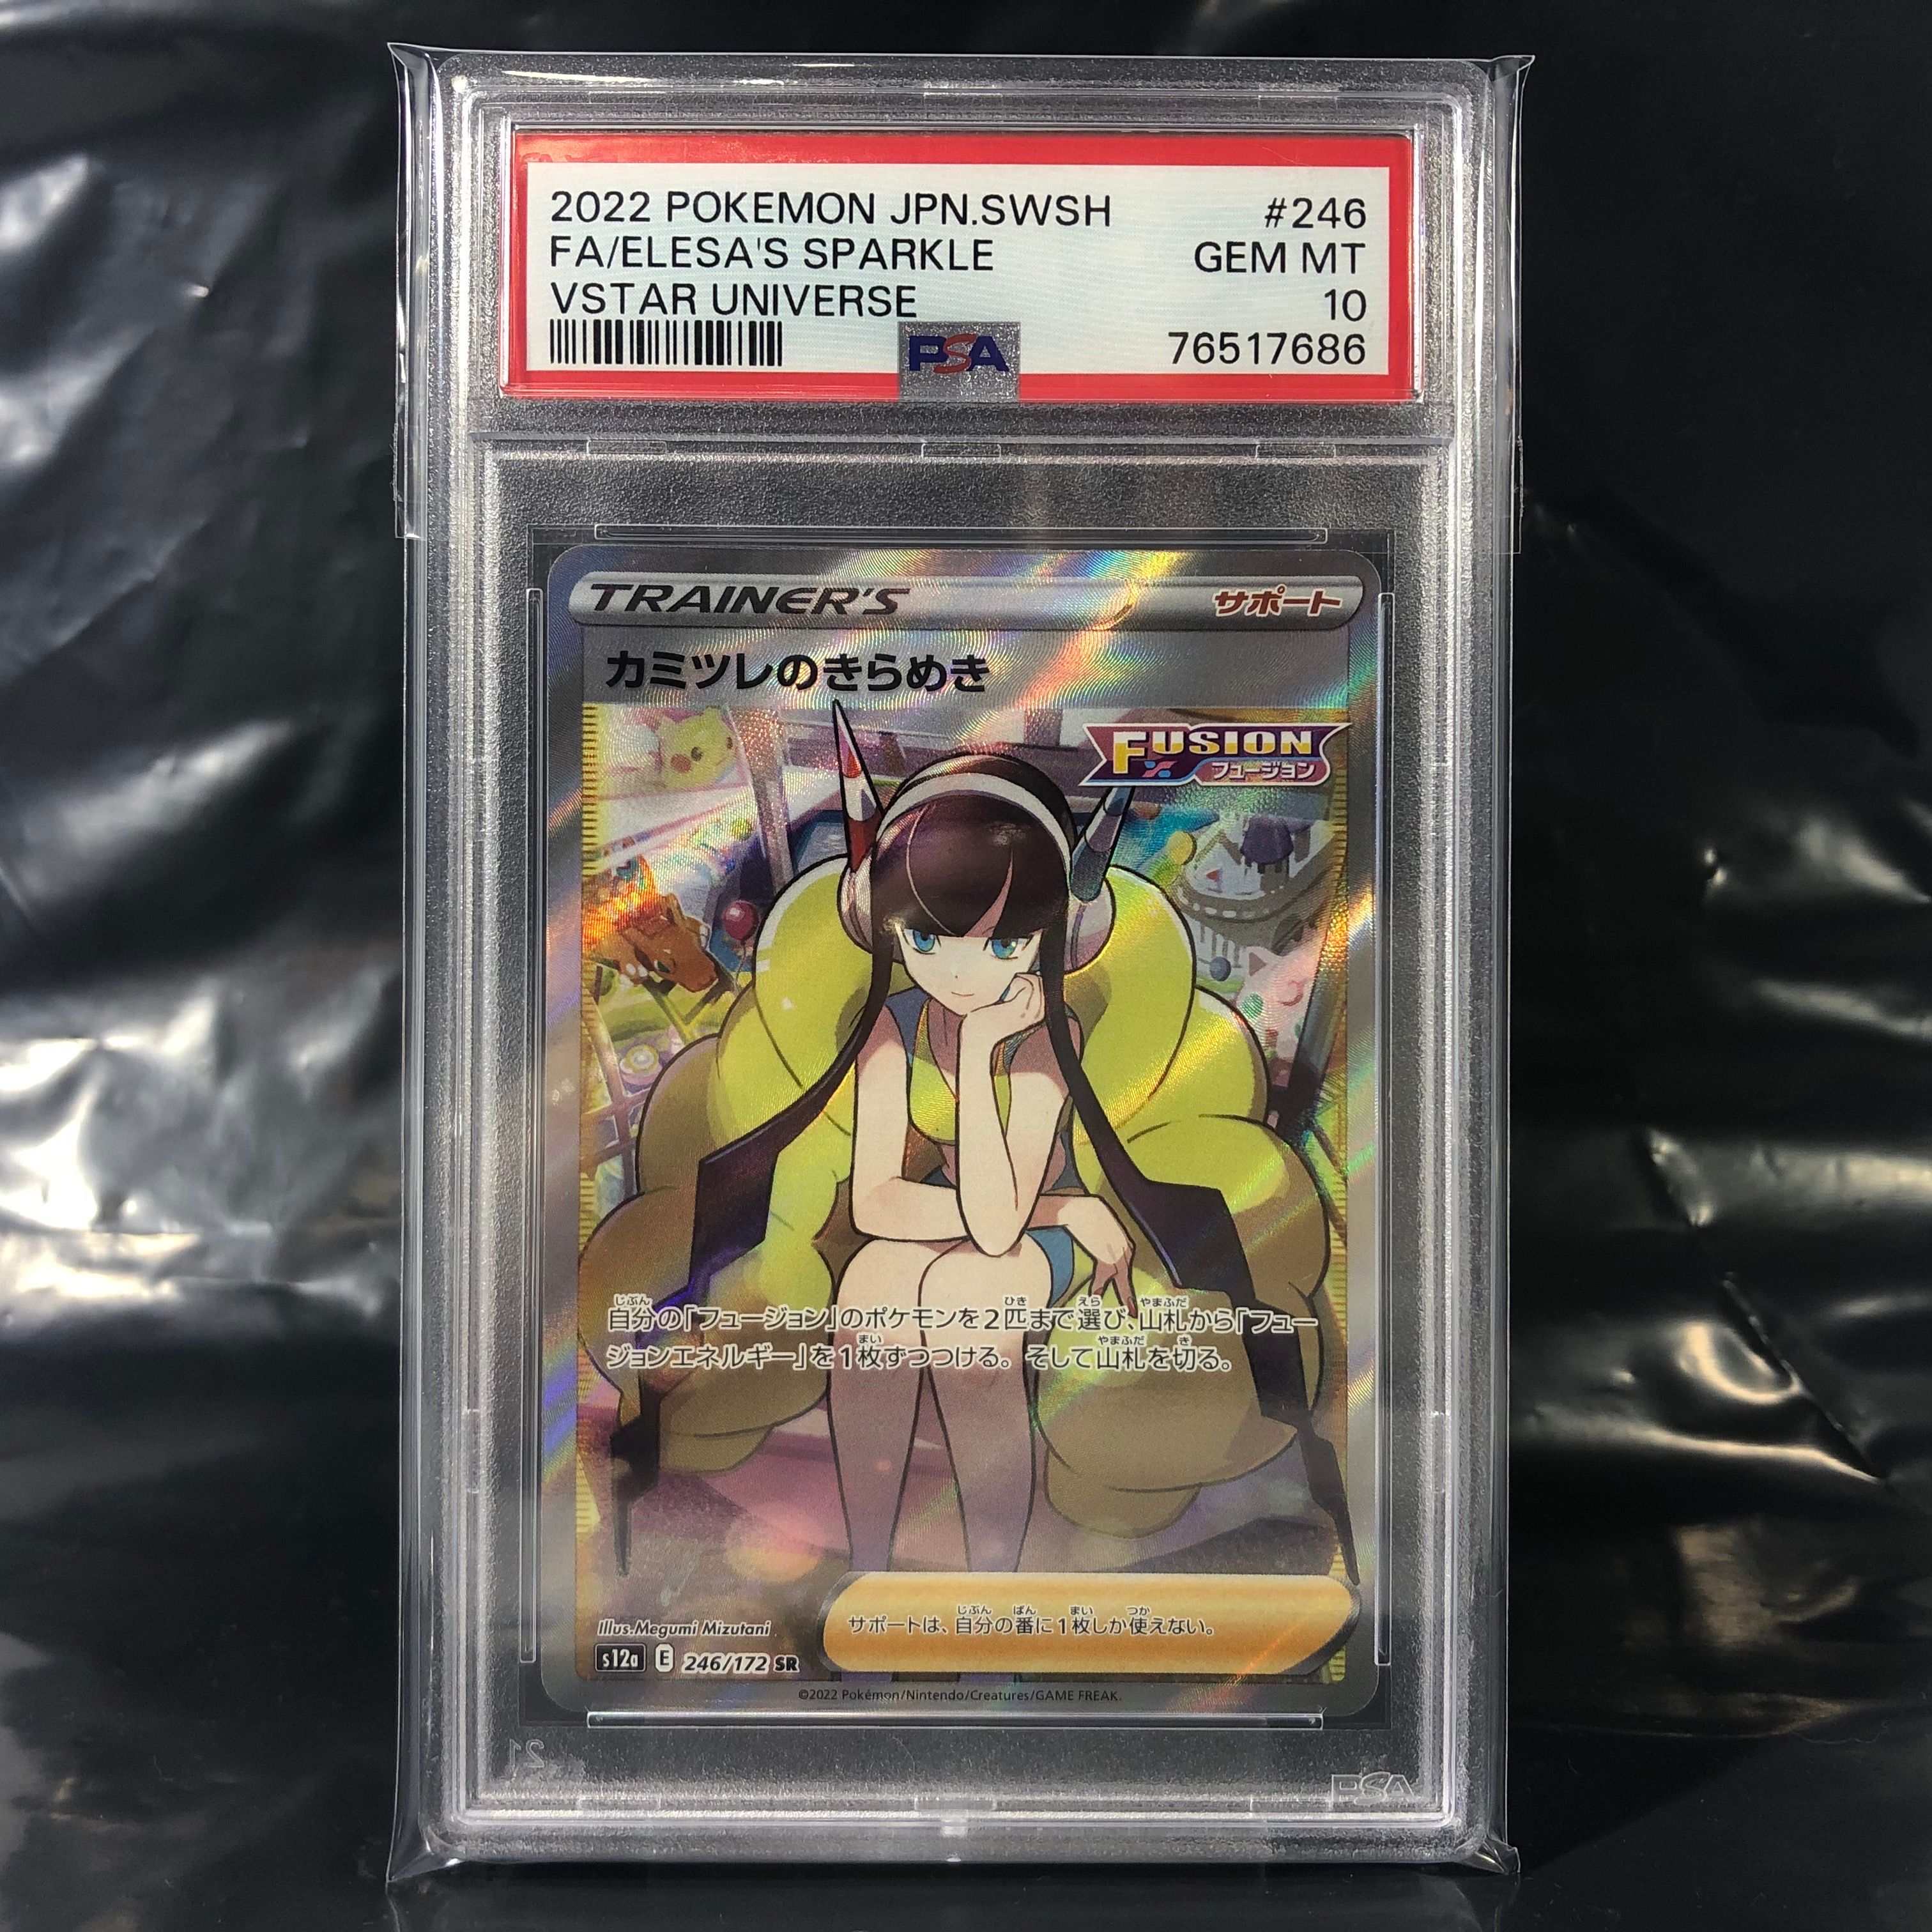 2022 POKEMON JPN.SWSH #246
FA/ELESA'S SPARKLE GEM MT
VSTAR UNIVERSE 10
PSA 76517686
TRAINER'S サポート
カミツレのきらめき
FUSION
フュージョン
自分の「フュージョン」のポケモンを2匹まで選び、山札から「フュー
ジョンエネルギー」を1枚ずつつける。そして山札を切る。
サポートは、自分の番に1枚しか使えない。
Illus.Megumi Mizutani
s12a E 246/172 SR
©2022 Pokémon/Nintendo/Creatures/GAME FREAK.
PSA